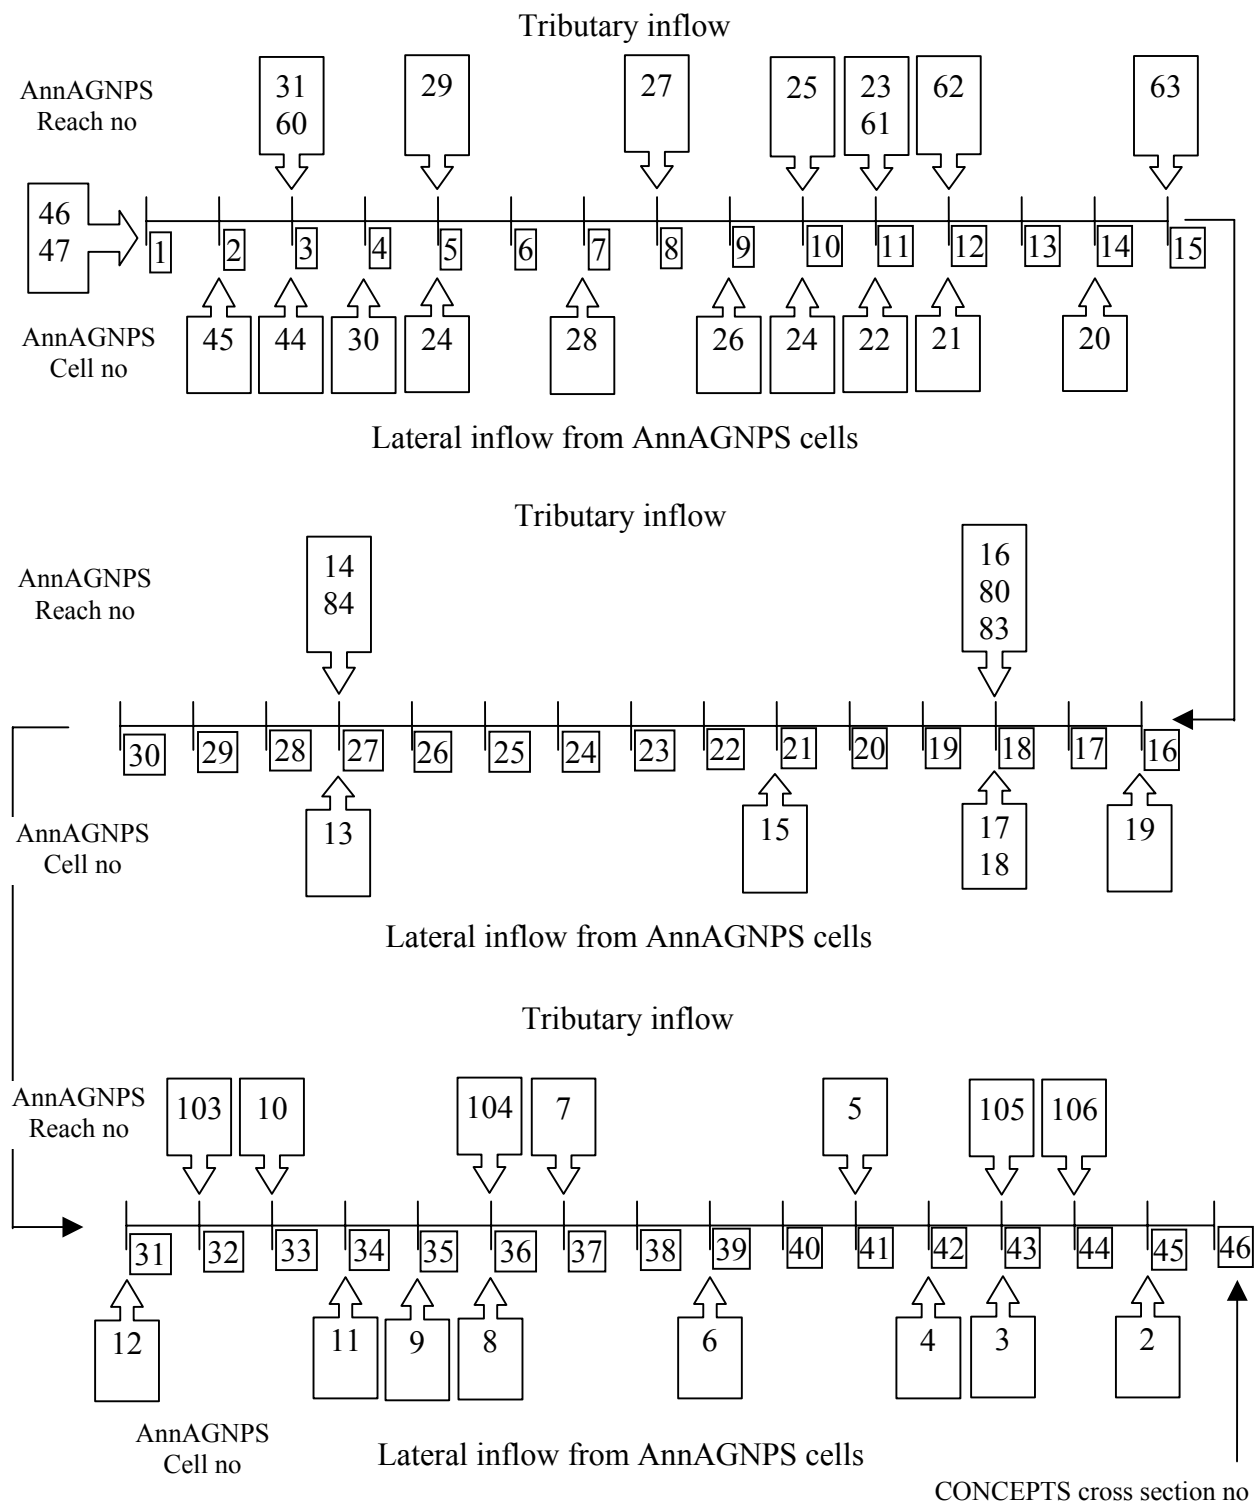 Tributary inflow
AnnAGNPS
Reach no
31
60
29
27
25
23
61
62
63
46
47
1 2 3 4 5 6 7 8 9 10 11 12 13 14 15
AnnAGNPS
Cell no
45 44 30 24 28 26 24 22 21 20
Lateral inflow from AnnAGNPS cells
Tributary inflow
AnnAGNPS
Reach no
14
84
16
80
83
30 29 28 27 26 25 24 23 22 21 20 19 18 17 16
AnnAGNPS
Cell no
13
15
17
18
19
Lateral inflow from AnnAGNPS cells
Tributary inflow
AnnAGNPS
Reach no
103 10 104 7 5 105 106
31 32 33 34 35 36 37 38 39 40 41 42 43 44 45 46
12 11 9 8 6 4 3 2
AnnAGNPS
Cell no
Lateral inflow from AnnAGNPS cells
CONCEPTS cross section no